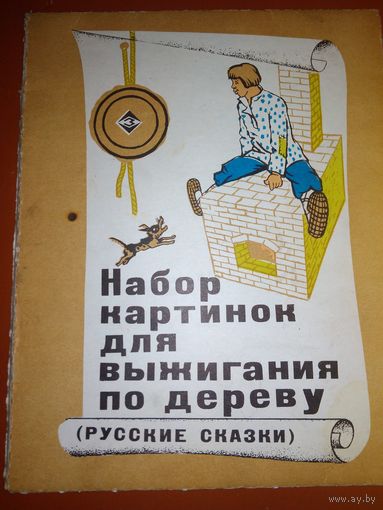 Набор
картинок
для
выжигания
по дереву
(РУССКИЕ СКАЗКИ)
www.ay.by